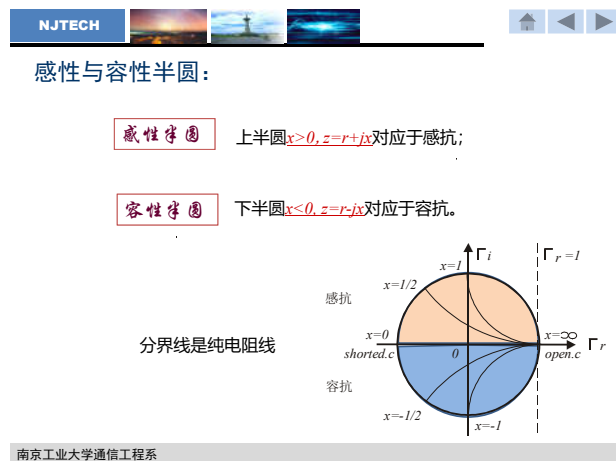 NJTECH
感性与容性半圆：
感性半圆
上半圆x>0，z=r+jx对应于感抗；
容性半圆
下半圆x<0, z=r-jx对应于容抗。
Γi
Γr=1
x=1
x=1/2
感抗
x=0
x=∞
分界线是纯电阻线
Γr
shorted.c
0
open.c
容抗
x=-1/2
x=-1
南京工业大学通信工程系